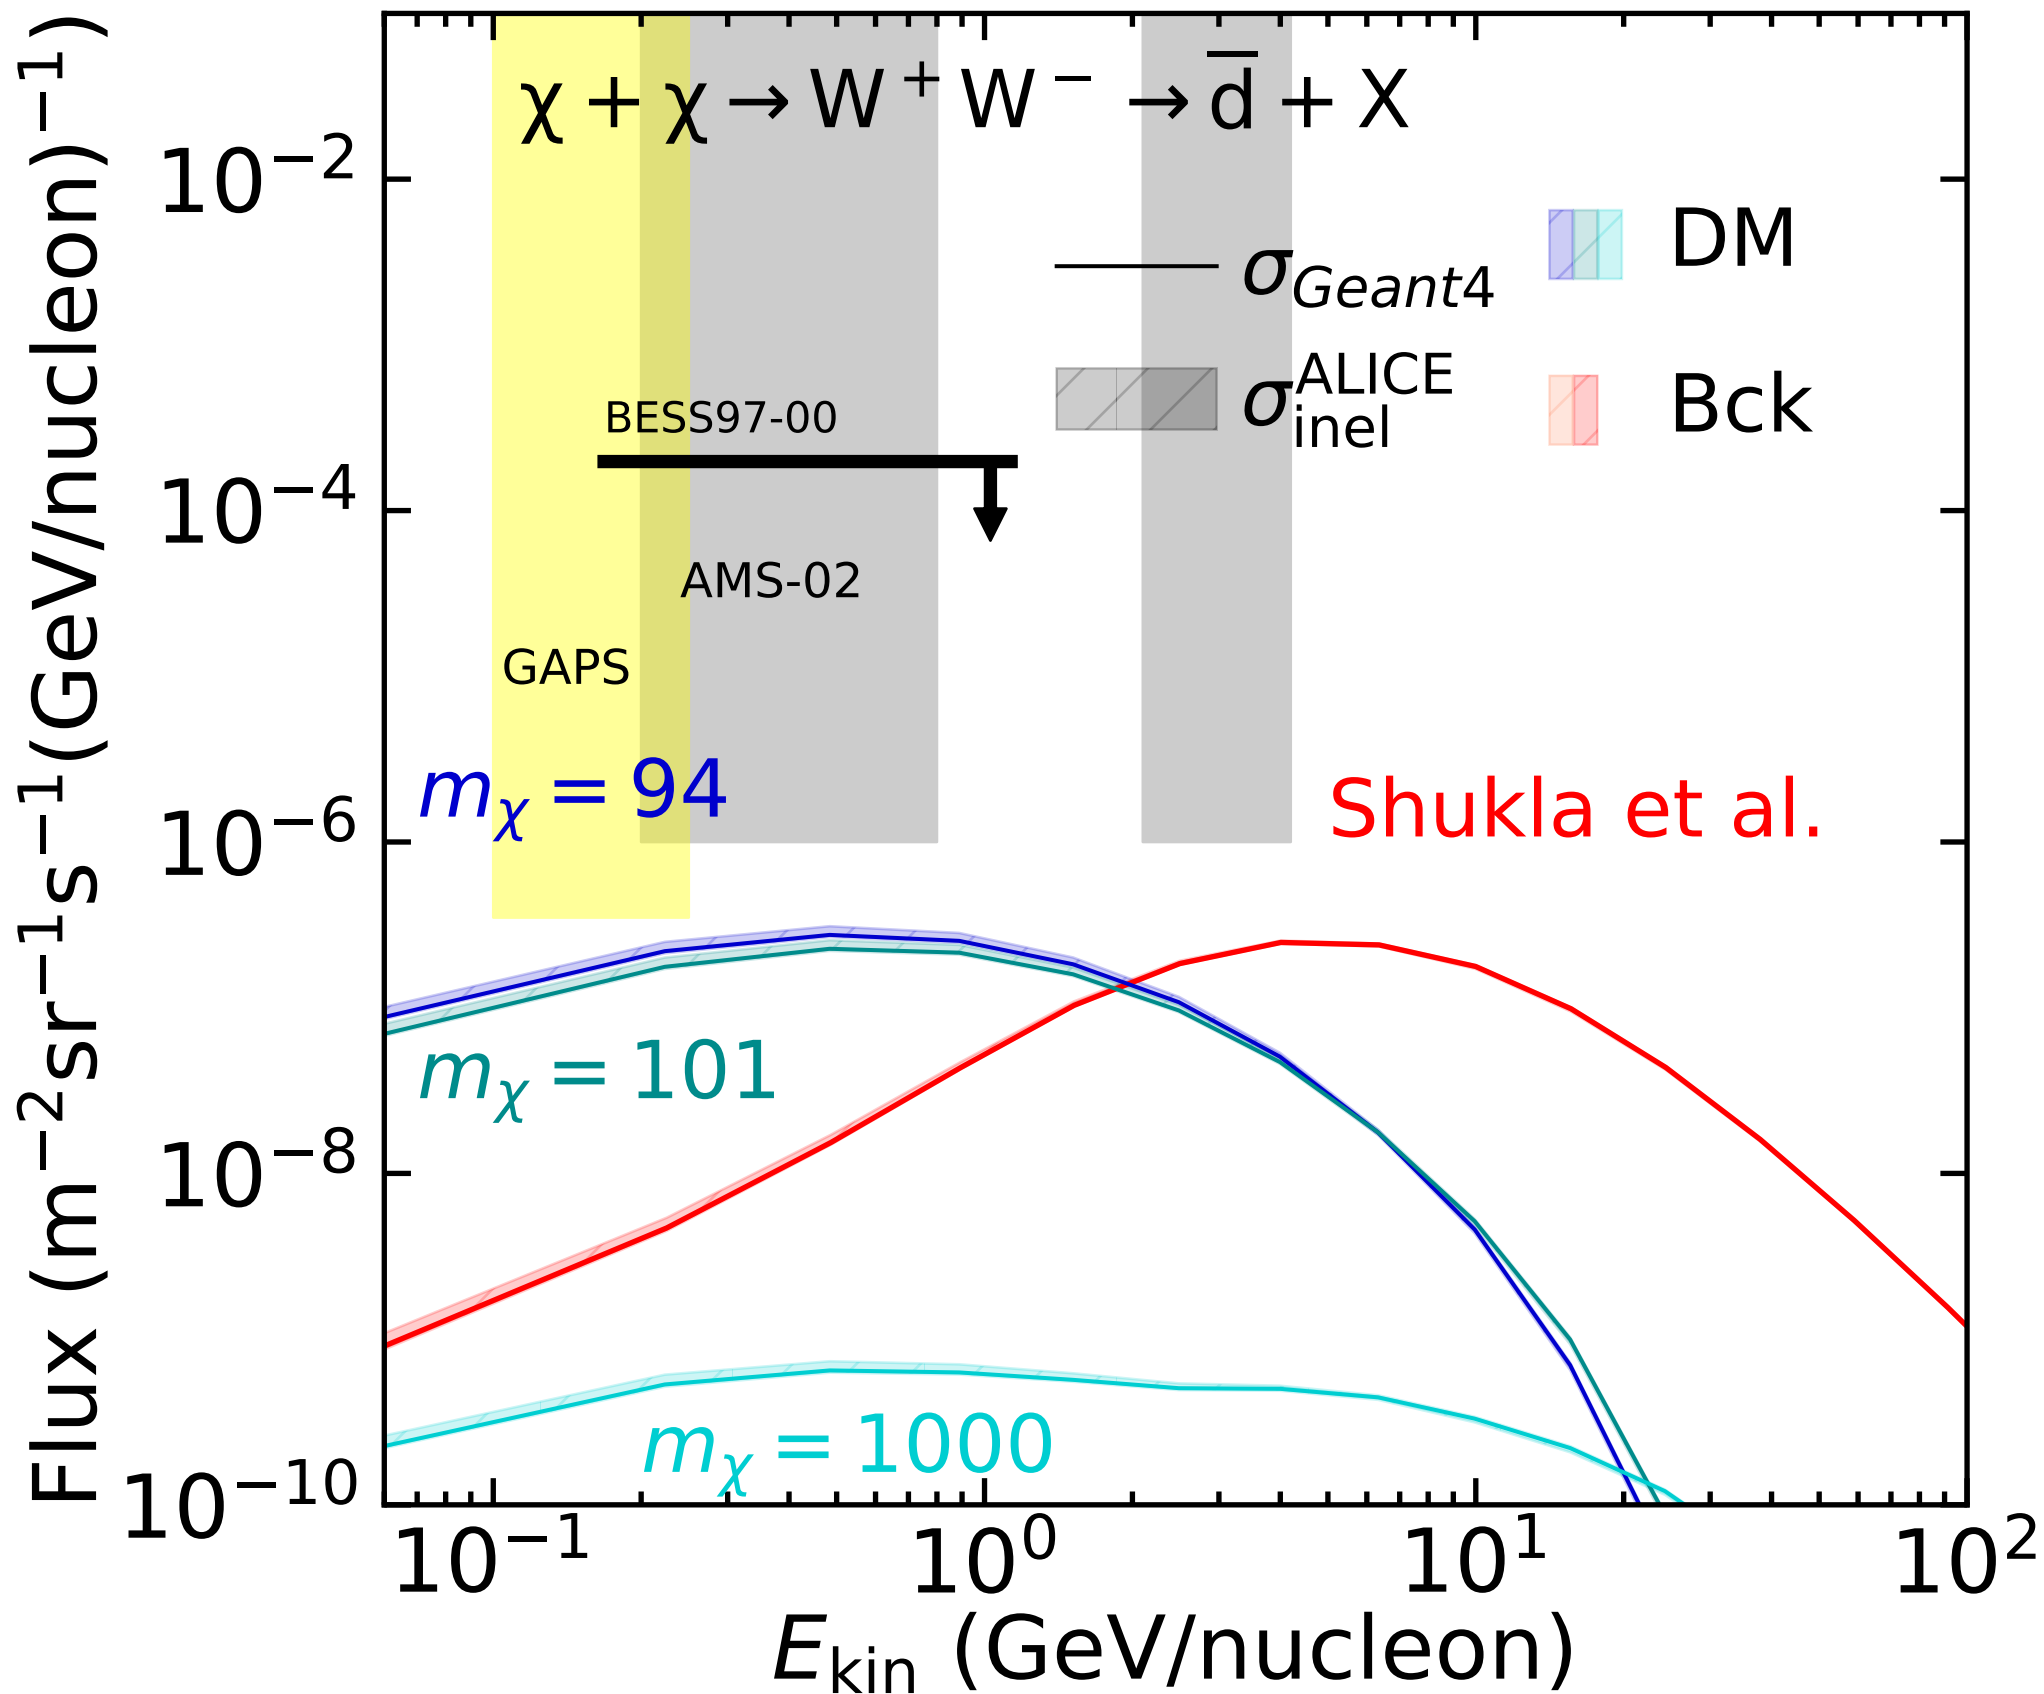 χ + χ → W⁺W⁻ → d̅ + X
σ_Geant4
DM
σ^ALICE_inel
Bck
BESS97-00
AMS-02
GAPS
m_χ = 94
Shukla et al.
m_χ = 101
m_χ = 1000
Flux (m⁻²sr⁻¹s⁻¹(GeV/nucleon)⁻¹)
10⁻²
10⁻⁴
10⁻⁶
10⁻⁸
10⁻¹⁰
10⁻¹ 10⁰ 10¹ 10²
E_kin (GeV/nucleon)